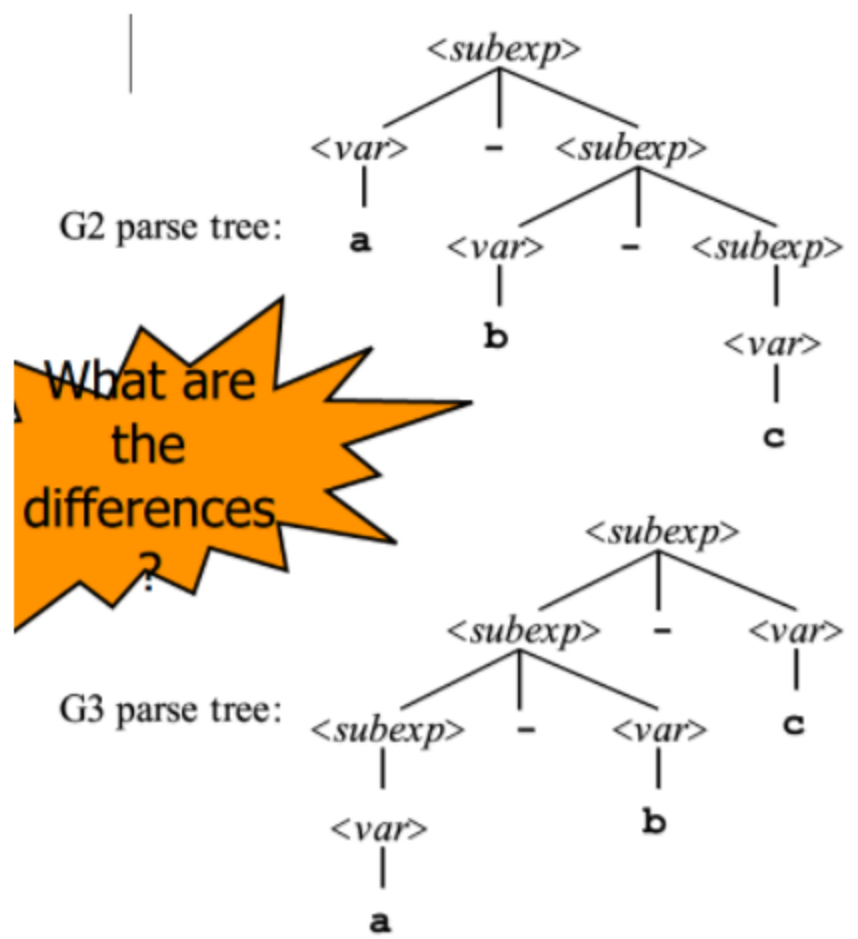 <subexp>
<var> - <subexp>
G2 parse tree: a <var> - <subexp>
b <var>
c
What are
the
differences
?
<subexp>
<subexp> - <var>
G3 parse tree: <subexp> - <var> c
<var> b
a